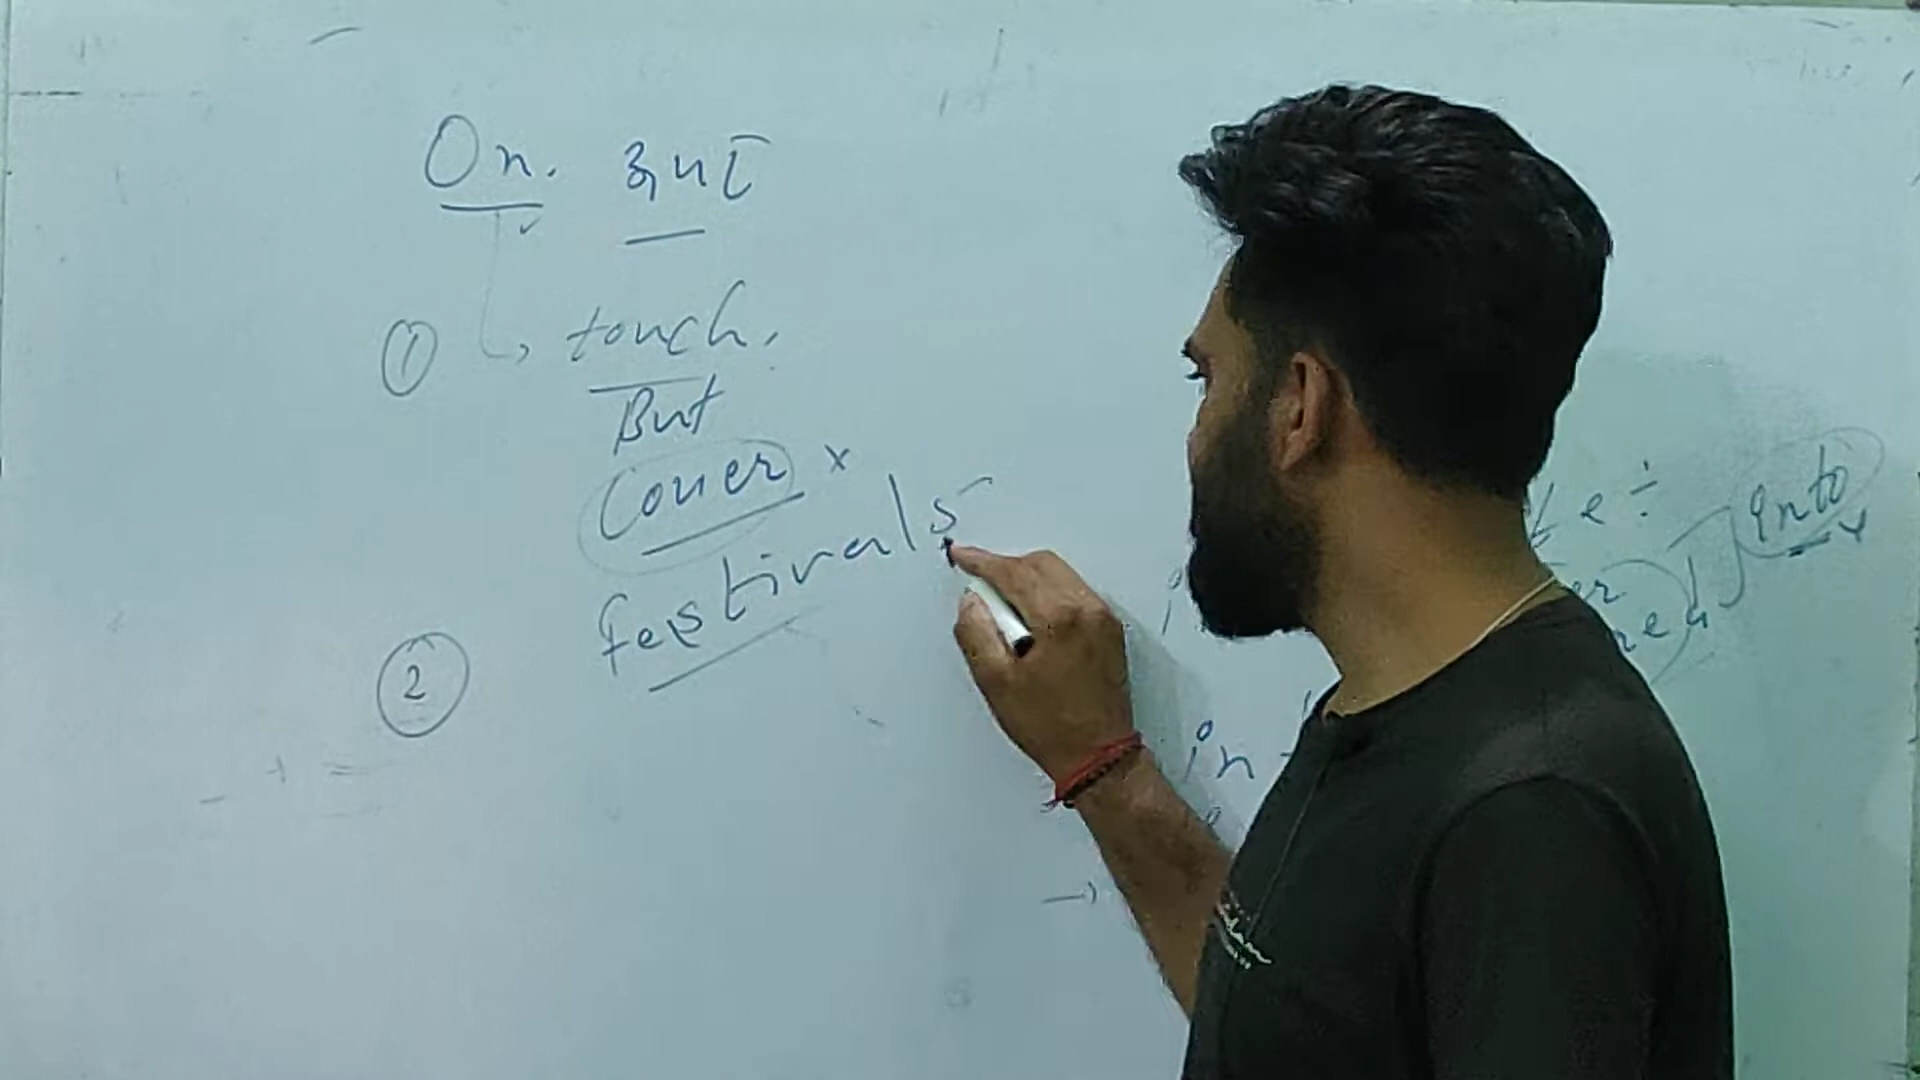 On. ऊपर
① touch.
But
Cover x
② festivals
into
in